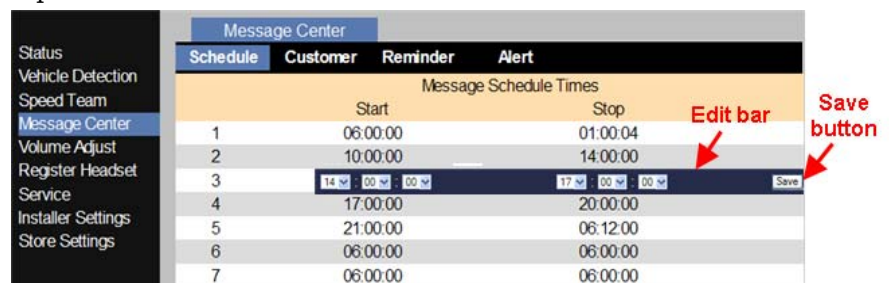 Message Center
Status
Vehicle Detection
Speed Team
Message Center
Volume Adjust
Register Headset
Service
Installer Settings
Store Settings
Schedule Customer Reminder Alert
Message Schedule Times
Start Stop
1 06:00:00 01:00:04
2 10:00:00 14:00:00
3 14 : 00 : 00 17 : 00 : 00 Save
4 17:00:00 20:00:00
5 21:00:00 06:12:00
6 06:00:00 06:00:00
7 06:00:00 06:00:00
Edit bar
Save
button